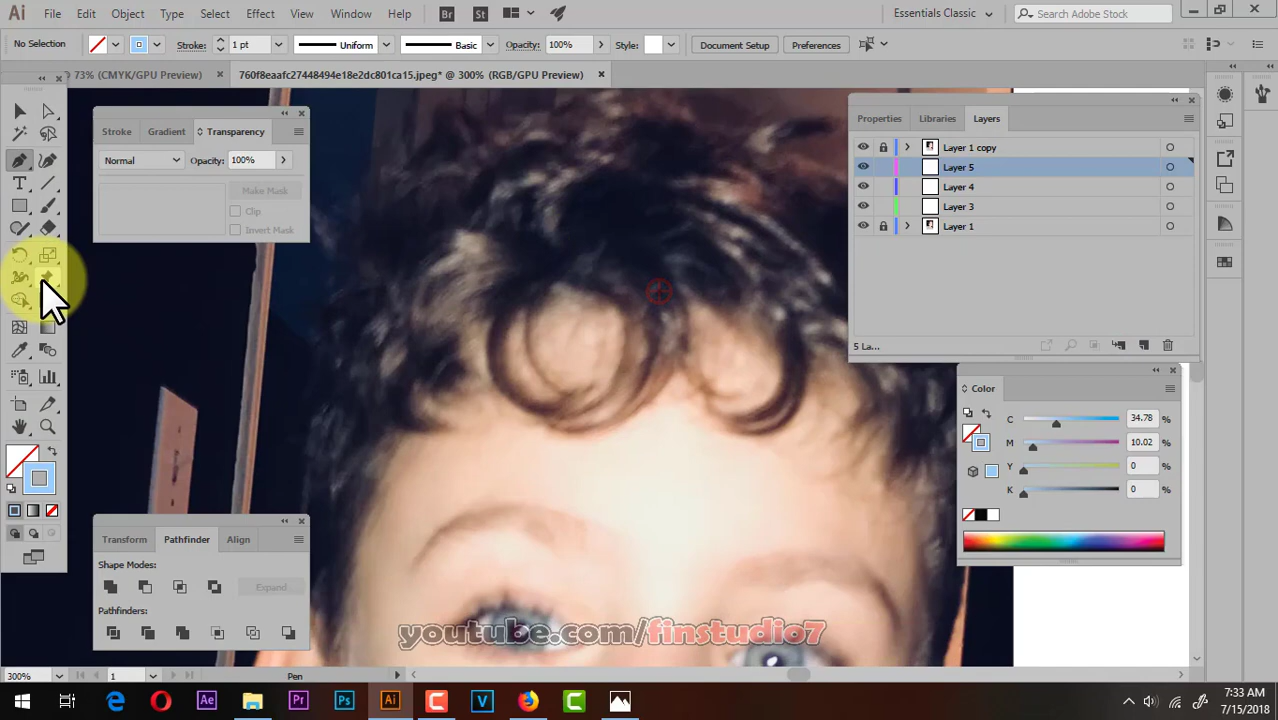 Ai File Edit Object Type Select Effect View Window Help Br St Essentials Classic Search Adobe Stock
No Selection Stroke: 1 pt Uniform Basic Opacity: 100% Style: Document Setup Preferences
73% (CMYK/GPU Preview) × 760f8eaafc27448494e18e2dc801ca15.jpeg* @ 300% (RGB/GPU Preview) ×
Stroke Gradient Transparency
Normal Opacity: 100%
Make Mask
Clip
Invert Mask
Properties Libraries Layers
Layer 1 copy
Layer 5
Layer 4
Layer 3
Layer 1
5 La...
Color
C 34.78 %
M 10.02 %
Y 0 %
K 0 %
Transform Pathfinder Align
Shape Modes:
Expand
Pathfinders:
youtube.com/finstudio7
300% 1 Pen
Ae Pr Ps Ai C V C
7:33 AM
7/15/2018